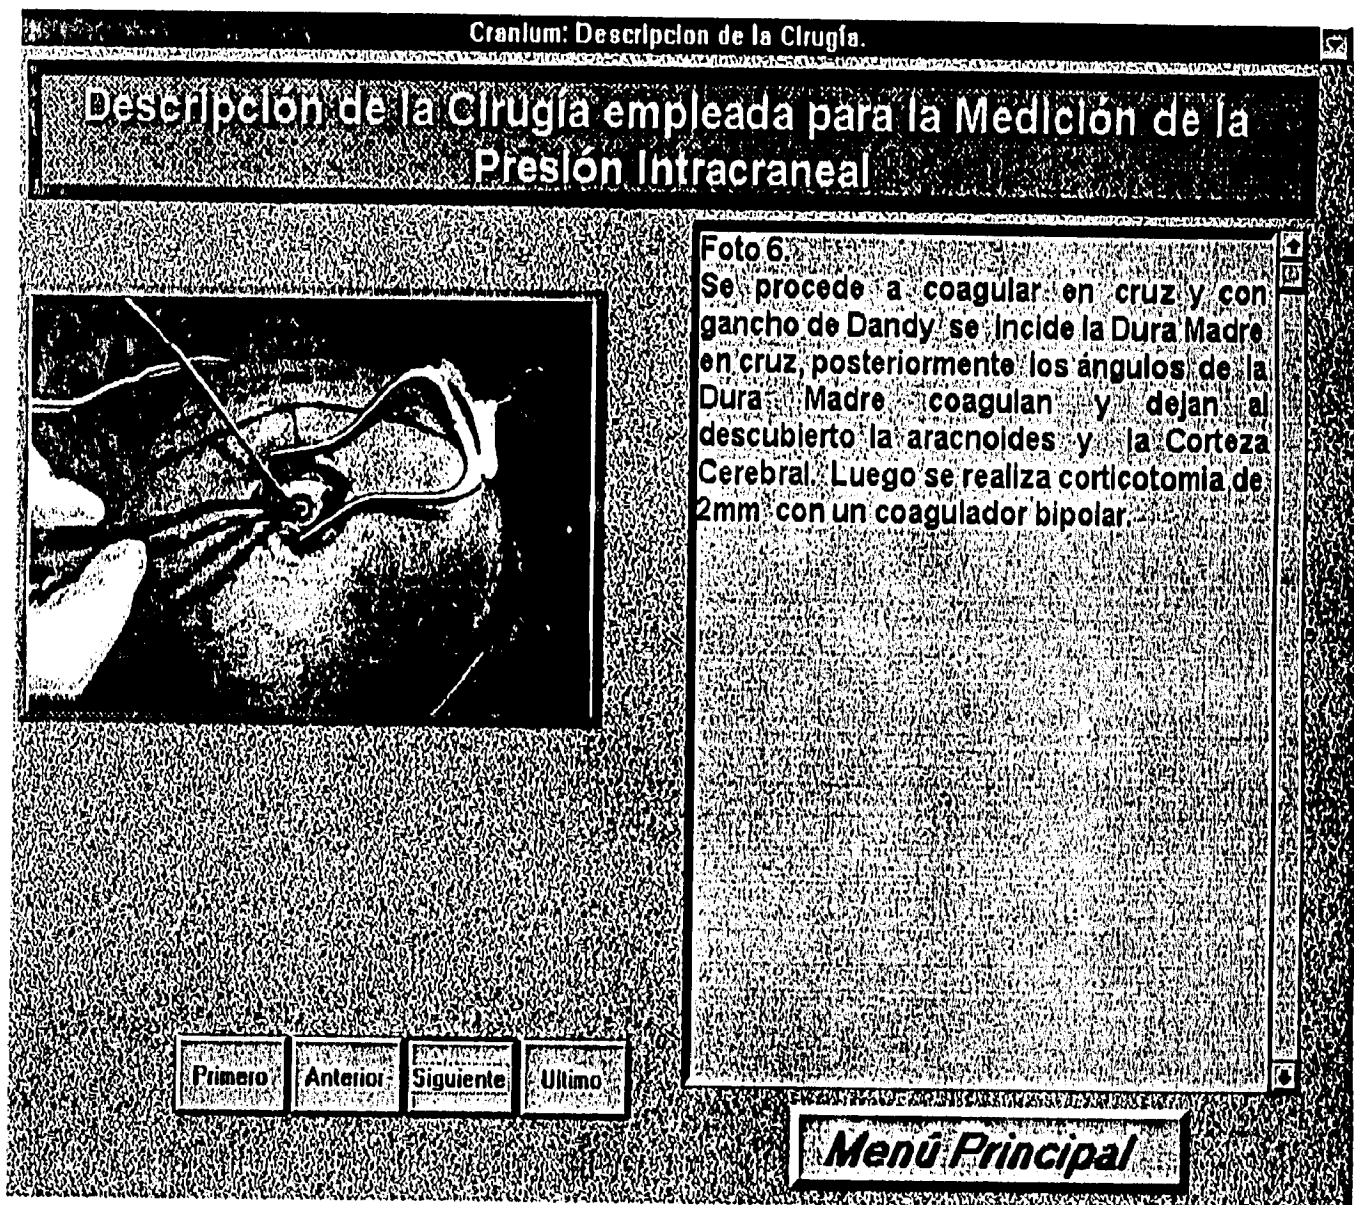 Cranium: Descripcion de la Cirugía.
Descripción de la Cirugía empleada para la Medición de la
Presión Intracraneal
Foto 6.
Se procede a coagular en cruz y con
gancho de Dandy se incide la Dura Madre
en cruz, posteriormente los ángulos de la
Dura Madre coagulan y dejan al
descubierto la aracnoides y la Corteza
Cerebral. Luego se realiza corticotomia de
2mm con un coagulador bipolar.
Primero
Anterior
Siguiente
Ultimo
Menú Principal